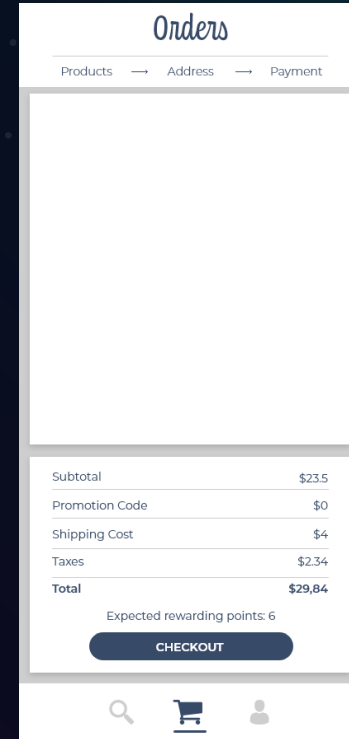 Orders
Products → Address → Payment
Subtotal $23.5
Promotion Code $0
Shipping Cost $4
Taxes $2.34
Total $29,84
Expected rewarding points: 6
CHECKOUT